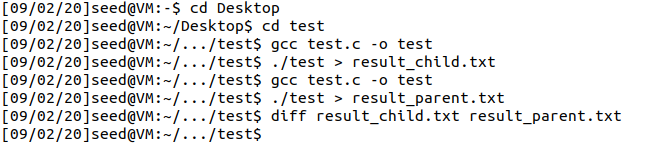 [09/02/20]seed@VM:~$ cd Desktop
[09/02/20]seed@VM:~/Desktop$ cd test
[09/02/20]seed@VM:~/.../test$ gcc test.c -o test
[09/02/20]seed@VM:~/.../test$ ./test > result_child.txt
[09/02/20]seed@VM:~/.../test$ gcc test.c -o test
[09/02/20]seed@VM:~/.../test$ ./test > result_parent.txt
[09/02/20]seed@VM:~/.../test$ diff result_child.txt result_parent.txt
[09/02/20]seed@VM:~/.../test$